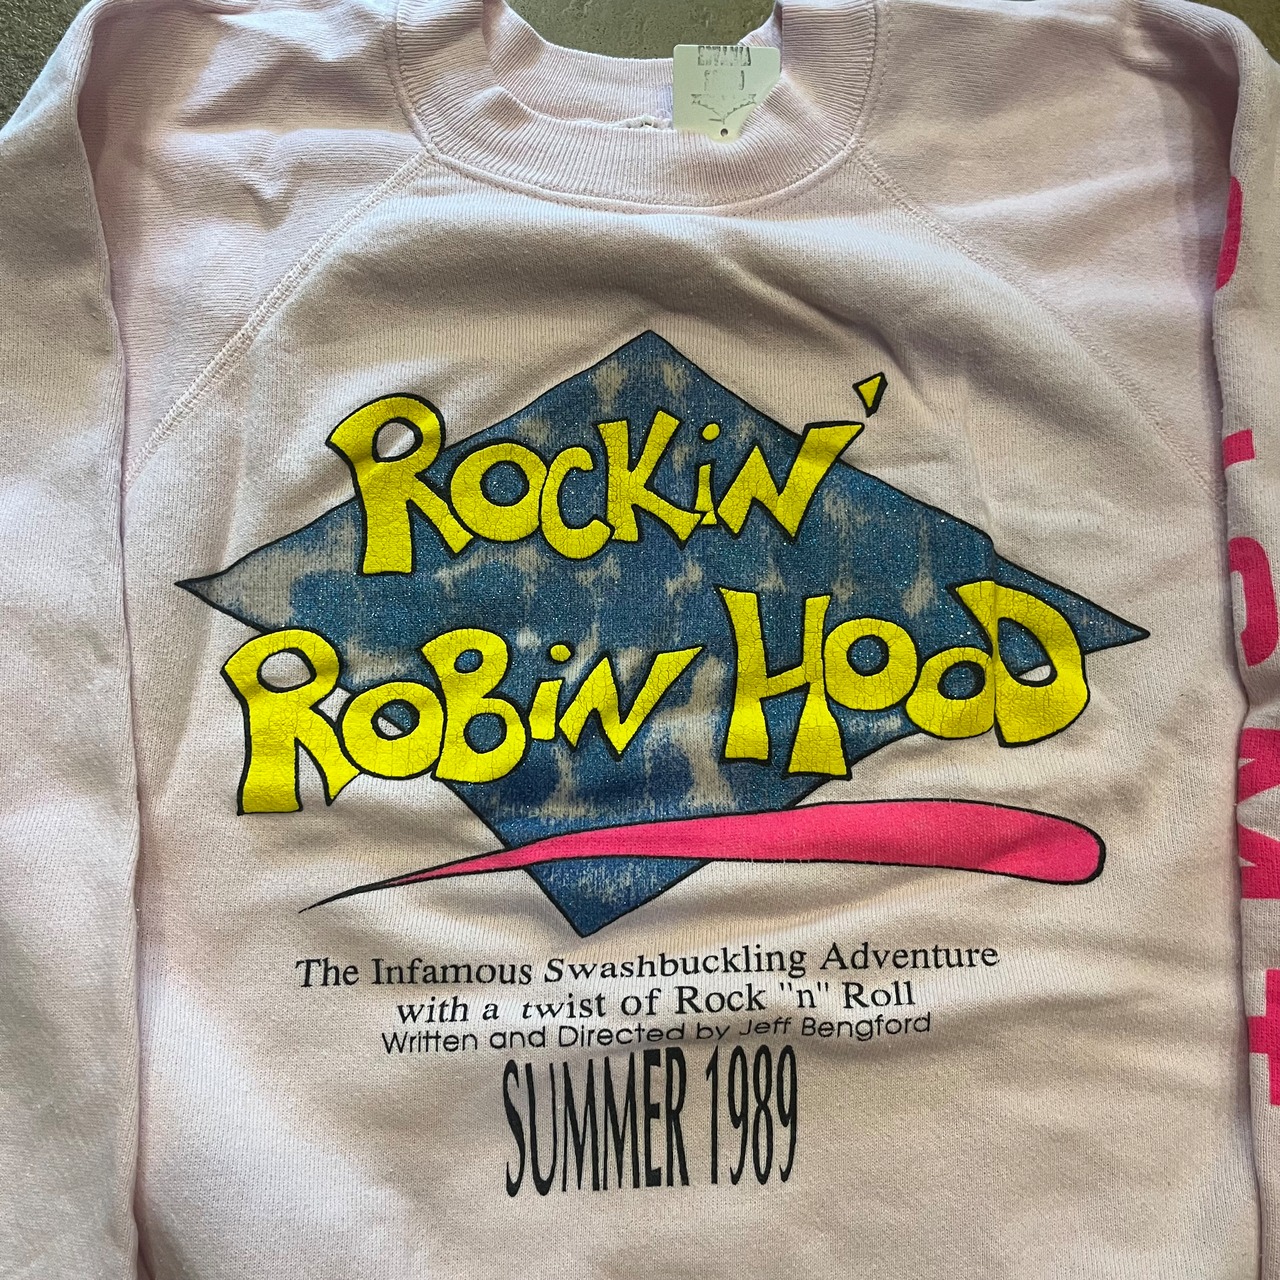 ROCKiN'
ROBiN HOOD
The Infamous Swashbuckling Adventure
with a twist of Rock "n" Roll
Written and Directed by Jeff Bengford
SUMMER 1989